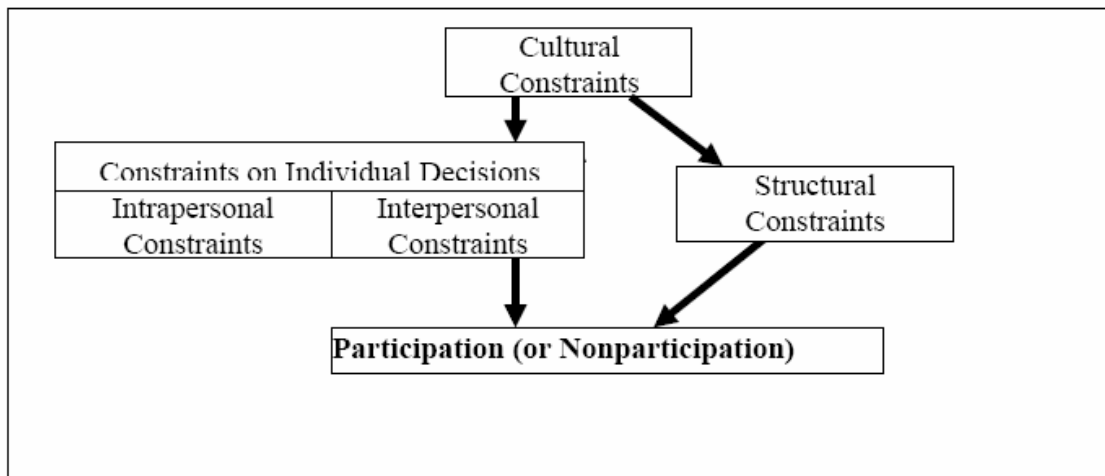 Cultural
Constraints
Constraints on Individual Decisions
Intrapersonal
Constraints
Interpersonal
Constraints
Structural
Constraints
Participation (or Nonparticipation)